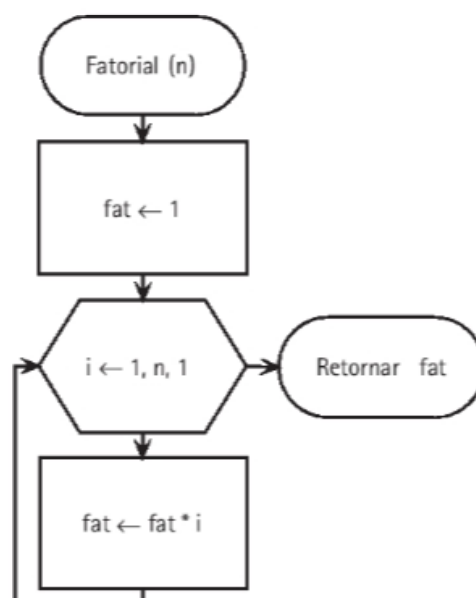 Fatorial (n)
fat ← 1
i ← 1, n, 1
Retornar fat
fat ← fat * i